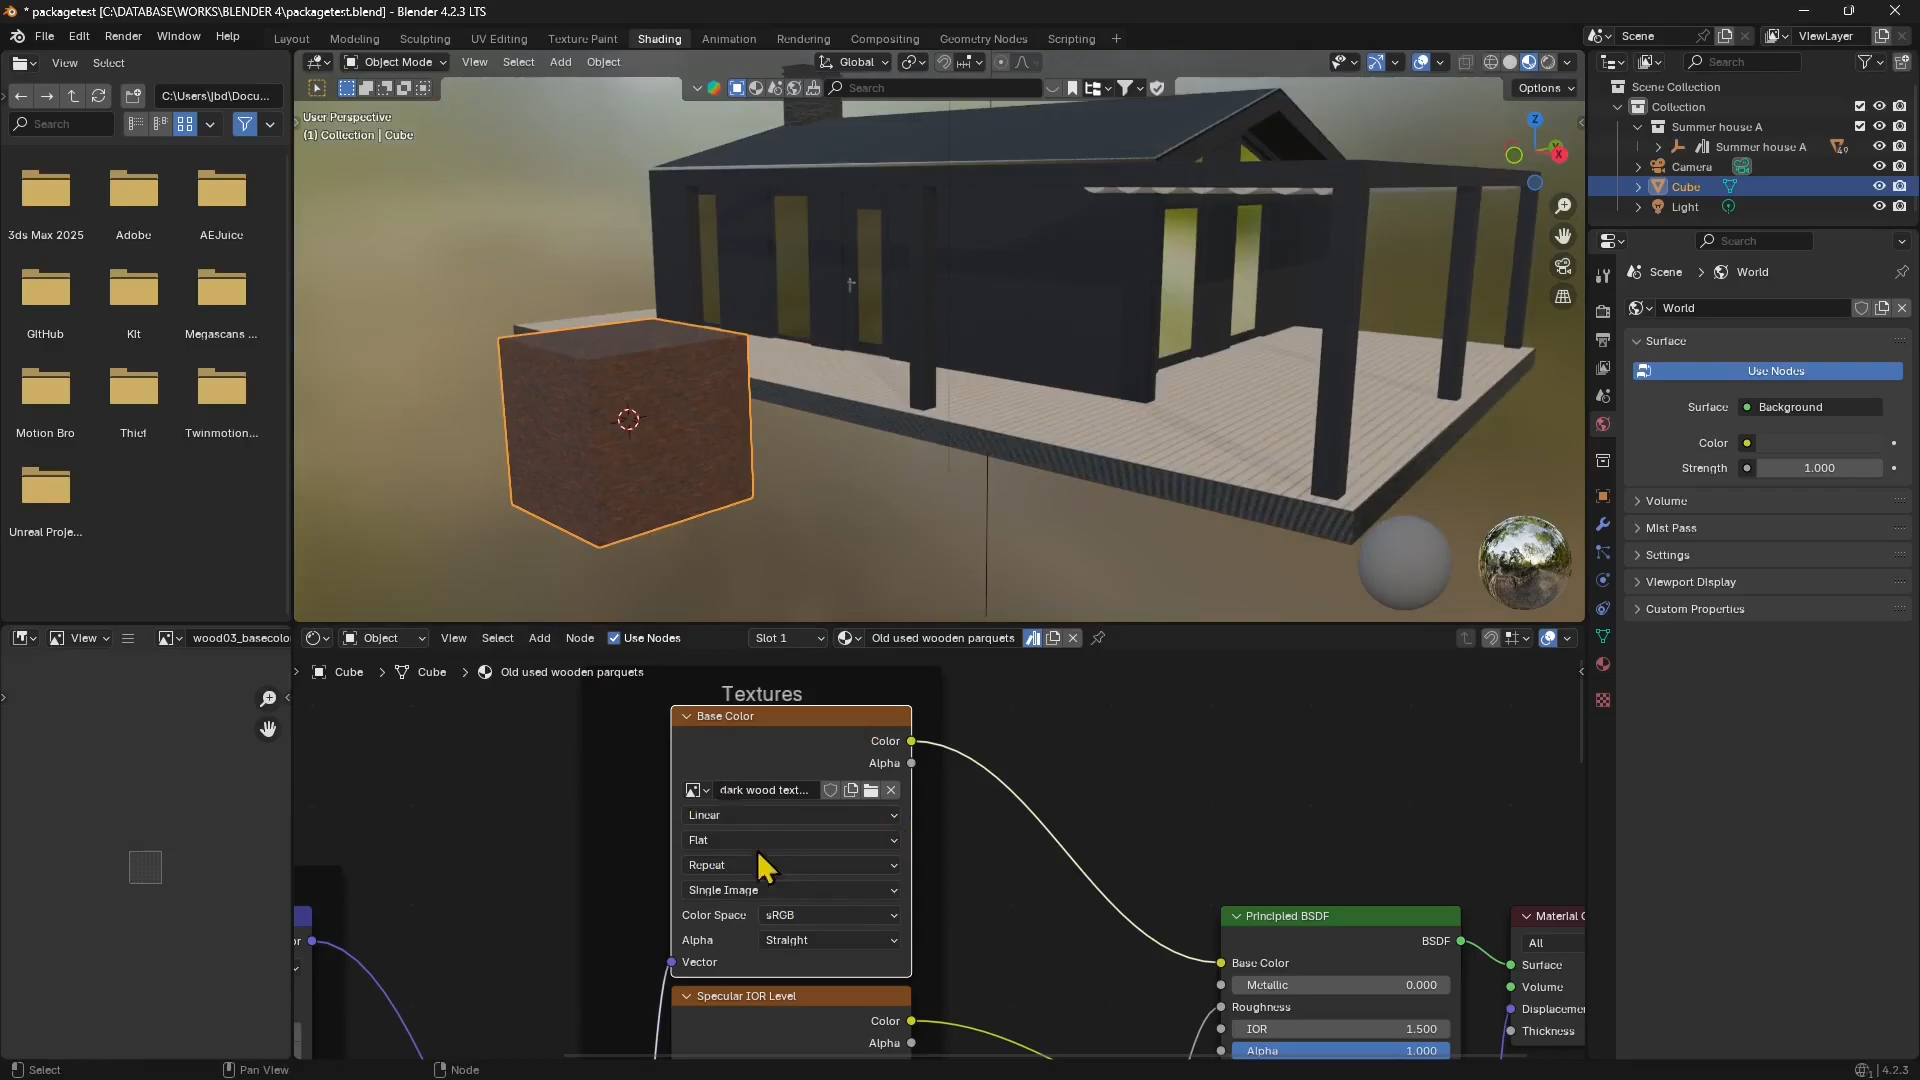 * packagetest [C:\DATABASE\WORKS\BLENDER 4\packagetest.blend] - Blender 4.2.3 LTS
File Edit Render Window Help
Layout Modeling Sculpting UV Editing Texture Paint Shading Animation Rendering Compositing Geometry Nodes Scripting +
Scene ViewLayer
View Select
Object Mode View Select Add Object Global
Search
C:\Users\jbd\Docu...
Search
Search
Options
User Perspective
(1) Collection | Cube
Z
X
Scene Collection
Collection
Summer house A
Summer house A 49
Camera
Cube
Light
3ds Max 2025 Adobe AEJuice
GitHub Kit Megascans ...
Motion Bro Thief Twinmotion...
Unreal Proje...
Search
Scene > World
World
Surface
Use Nodes
Surface Background
Color
Strength 1.000
Volume
Mist Pass
Settings
Viewport Display
Custom Properties
View wood03_basecolo
Object View Select Add Node Use Nodes Slot 1 Old used wooden parquets
Cube > Cube > Old used wooden parquets
Textures
Base Color
Color
Alpha
dark wood text...
Linear
Flat
Repeat
Single Image
Color Space sRGB
Alpha Straight
Vector
Specular IOR Level
Color
Alpha
Principled BSDF
BSDF
Base Color
Metallic 0.000
Roughness
IOR 1.500
Alpha 1.000
Material O
All
Surface
Volume
Displacemen
Thickness
Select Pan View Node
4.2.3